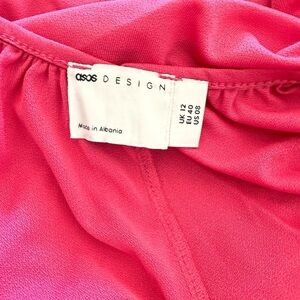 asos DESIGN
Made in Albania
UK 12
EU 40
US 08